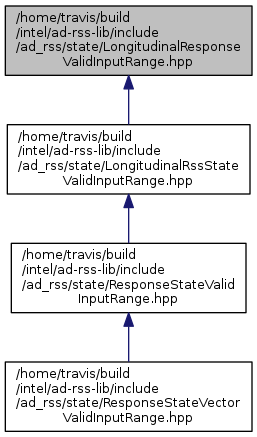 /home/travis/build
/intel/ad-rss-lib/include
/ad_rss/state/LongitudinalResponse
ValidInputRange.hpp
/home/travis/build
/intel/ad-rss-lib/include
/ad_rss/state/LongitudinalRssState
ValidInputRange.hpp
/home/travis/build
/intel/ad-rss-lib/include
/ad_rss/state/ResponseStateValid
InputRange.hpp
/home/travis/build
/intel/ad-rss-lib/include
/ad_rss/state/ResponseStateVector
ValidInputRange.hpp